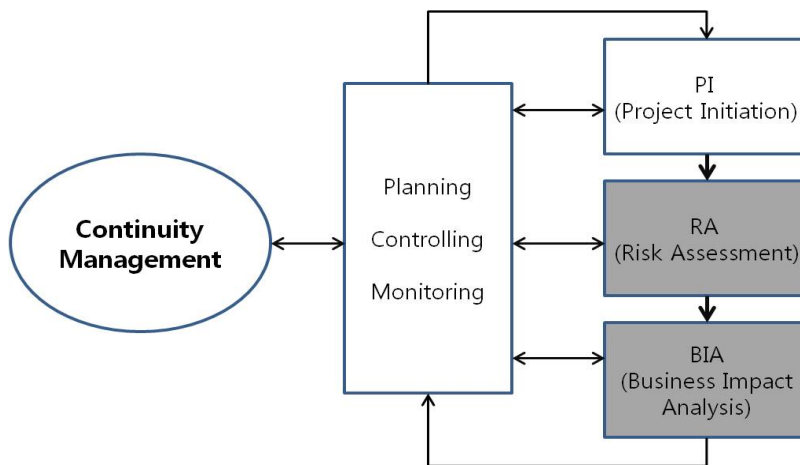 Continuity
Management
Planning
Controlling
Monitoring
PI
(Project Initiation)
RA
(Risk Assessment)
BIA
(Business Impact
Analysis)